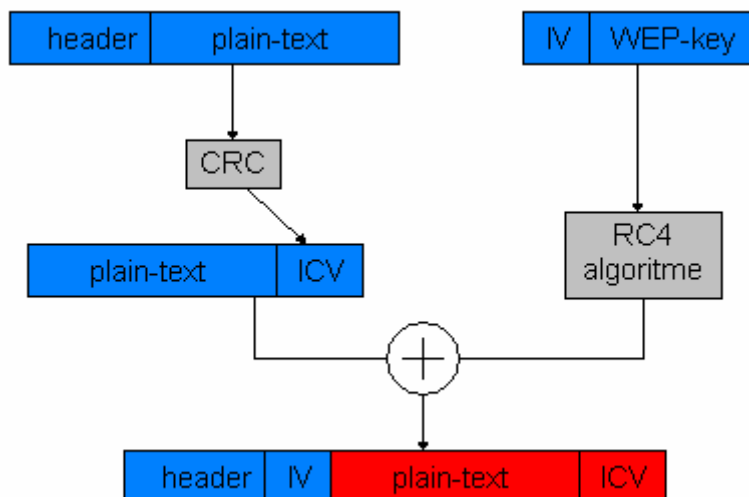 header plain-text
IV WEP-key
CRC
RC4
algoritme
plain-text ICV
header IV plain-text ICV